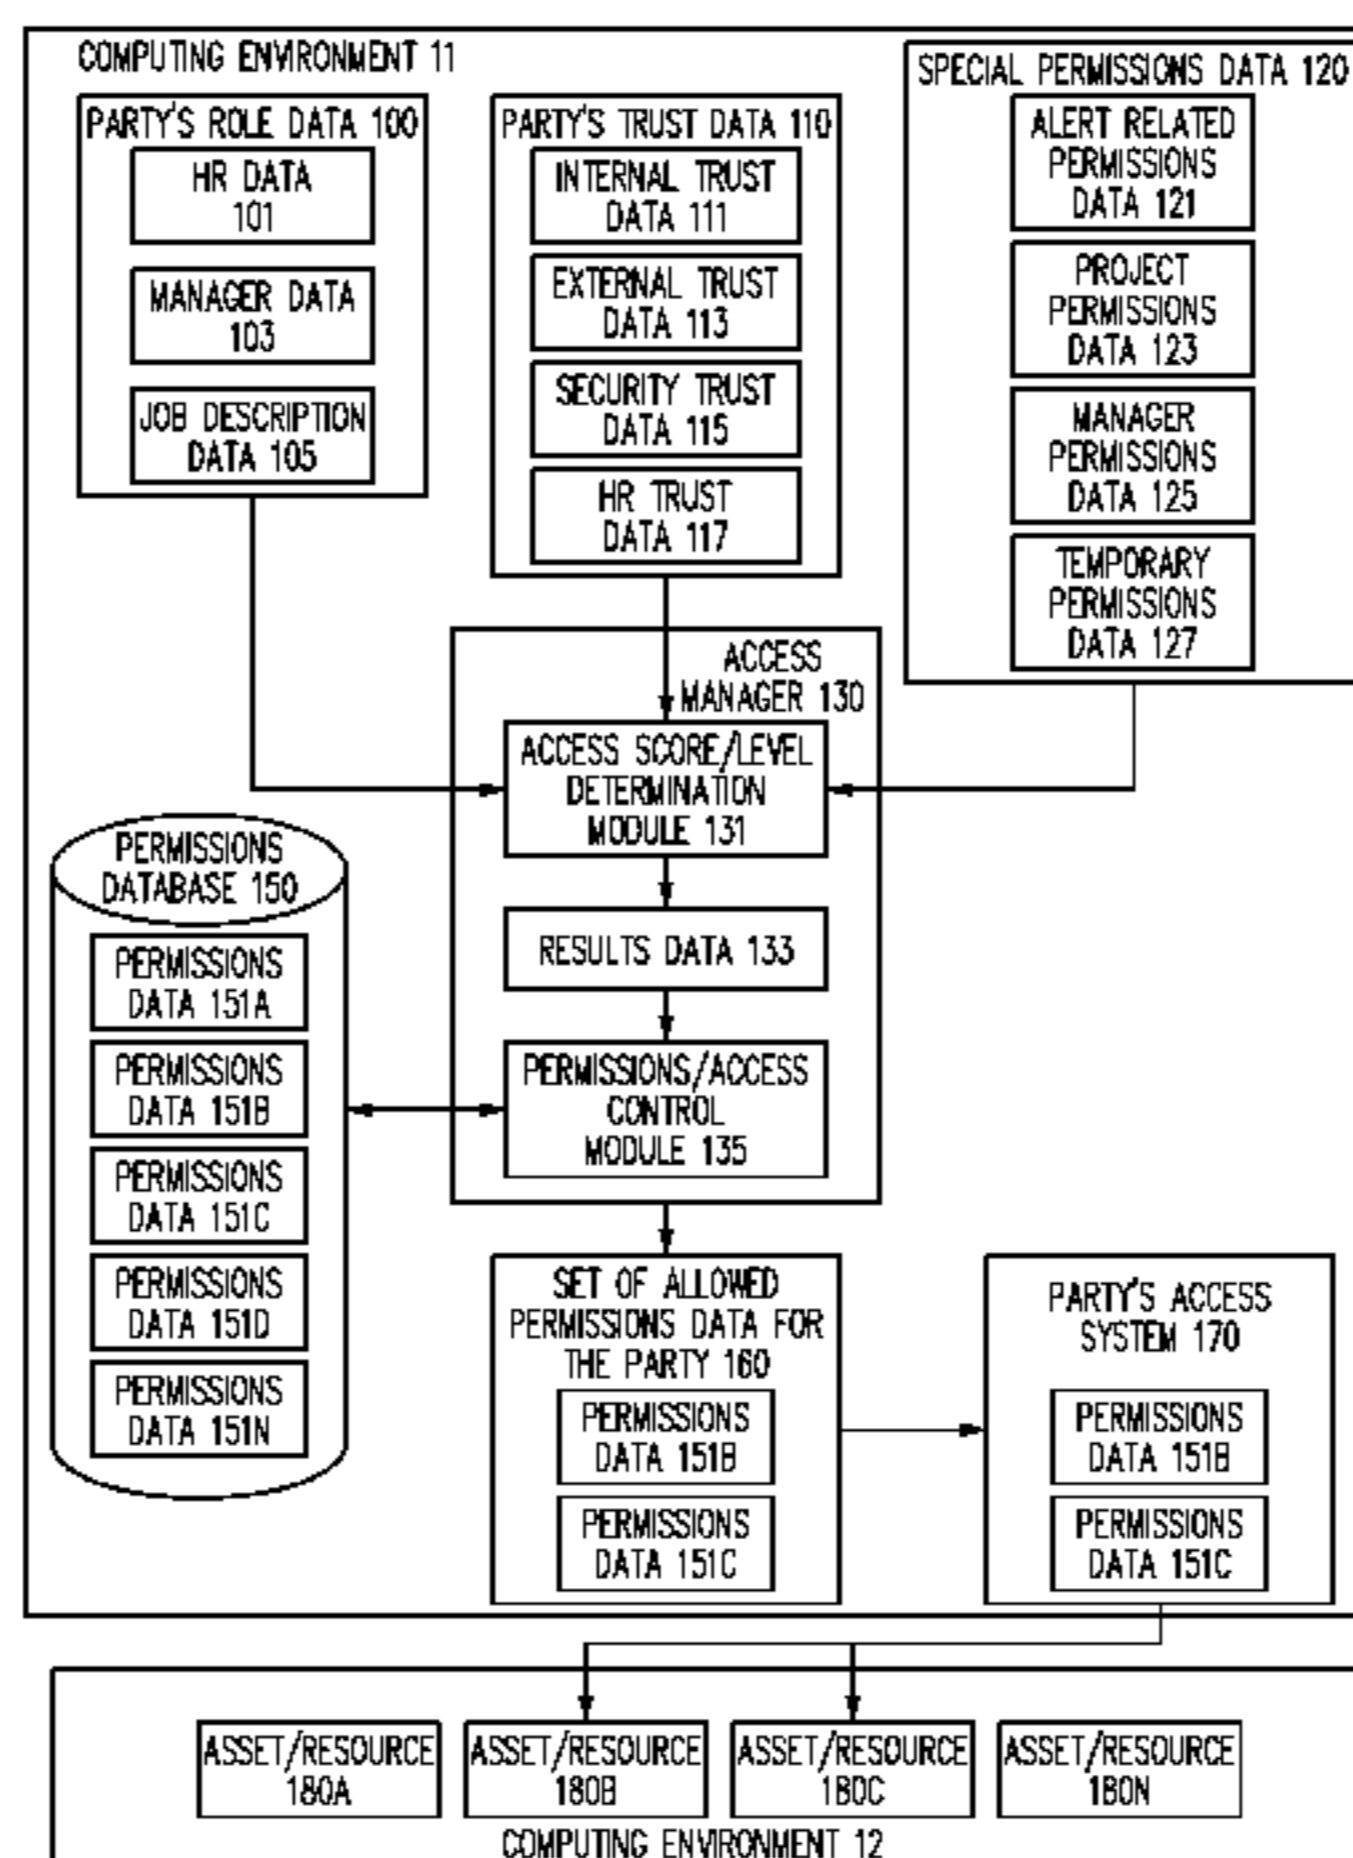 COMPUTING ENVIRONMENT 11
PARTY'S ROLE DATA 100
HR DATA
101
MANAGER DATA
103
JOB DESCRIPTION
DATA 105
PARTY'S TRUST DATA 110
INTERNAL TRUST
DATA 111
EXTERNAL TRUST
DATA 113
SECURITY TRUST
DATA 115
HR TRUST
DATA 117
SPECIAL PERMISSIONS DATA 120
ALERT RELATED
PERMISSIONS
DATA 121
PROJECT
PERMISSIONS
DATA 123
MANAGER
PERMISSIONS
DATA 125
TEMPORARY
PERMISSIONS
DATA 127
ACCESS
MANAGER 130
ACCESS SCORE/LEVEL
DETERMINATION
MODULE 131
RESULTS DATA 133
PERMISSIONS/ACCESS
CONTROL
MODULE 135
PERMISSIONS
DATABASE 150
PERMISSIONS
DATA 151A
PERMISSIONS
DATA 151B
PERMISSIONS
DATA 151C
PERMISSIONS
DATA 151D
PERMISSIONS
DATA 151N
SET OF ALLOWED
PERMISSIONS DATA FOR
THE PARTY 160
PERMISSIONS
DATA 151B
PERMISSIONS
DATA 151C
PARTY'S ACCESS
SYSTEM 170
PERMISSIONS
DATA 151B
PERMISSIONS
DATA 151C
ASSET/RESOURCE
180A
ASSET/RESOURCE
180B
ASSET/RESOURCE
180C
ASSET/RESOURCE
180N
COMPUTING ENVIRONMENT 12